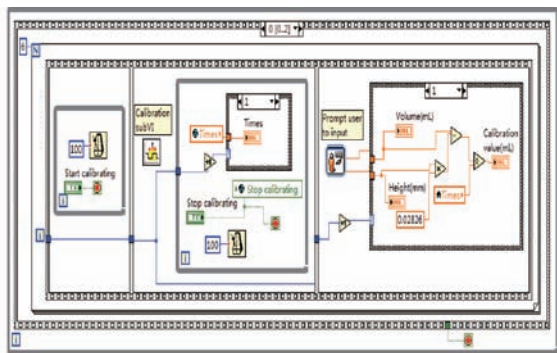 0 [0..2]
6
N
Calibration
subVI
1
Times
Times
100
Start calibrating
Stop calibrating
Stop calibrating
100
i
i
i
i
Prompt user
to input
1
Volume(mL)
Calibration
value(mL)
Height(mm)
Times
0.02826